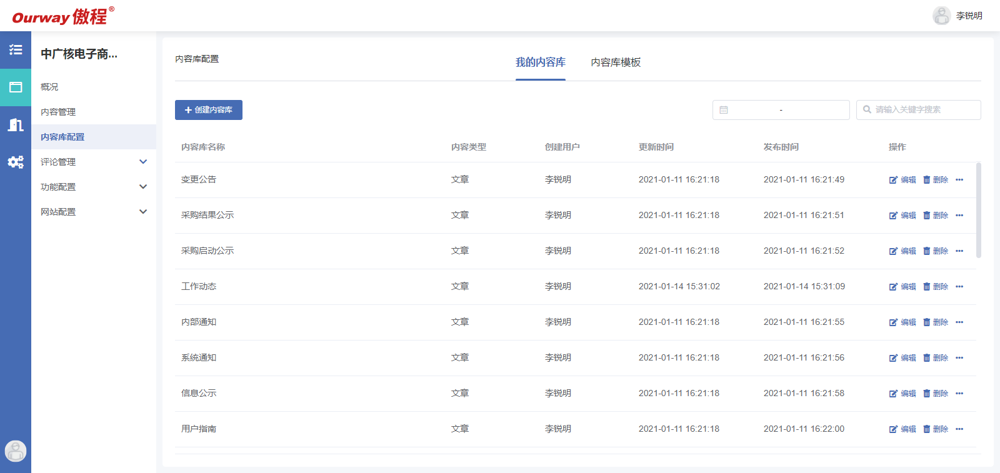 Ourway 傲程®
李锐明
中广核电子商...
概况
内容管理
内容库配置
评论管理
功能配置
网站配置
内容库配置
我的内容库 内容库模板
创建内容库
-
请输入关键字搜索
内容库名称 内容类型 创建用户 更新时间 发布时间 操作
变更公告 文章 李锐明 2021-01-11 16:21:18 2021-01-11 16:21:49 编辑 删除
采购结果公示 文章 李锐明 2021-01-11 16:21:18 2021-01-11 16:21:51 编辑 删除
采购启动公示 文章 李锐明 2021-01-11 16:21:18 2021-01-11 16:21:52 编辑 删除
工作动态 文章 李锐明 2021-01-14 15:31:02 2021-01-14 15:31:09 编辑 删除
内部通知 文章 李锐明 2021-01-11 16:21:18 2021-01-11 16:21:55 编辑 删除
系统通知 文章 李锐明 2021-01-11 16:21:18 2021-01-11 16:21:56 编辑 删除
信息公示 文章 李锐明 2021-01-11 16:21:18 2021-01-11 16:21:58 编辑 删除
用户指南 文章 李锐明 2021-01-11 16:21:18 2021-01-11 16:22:00 编辑 删除